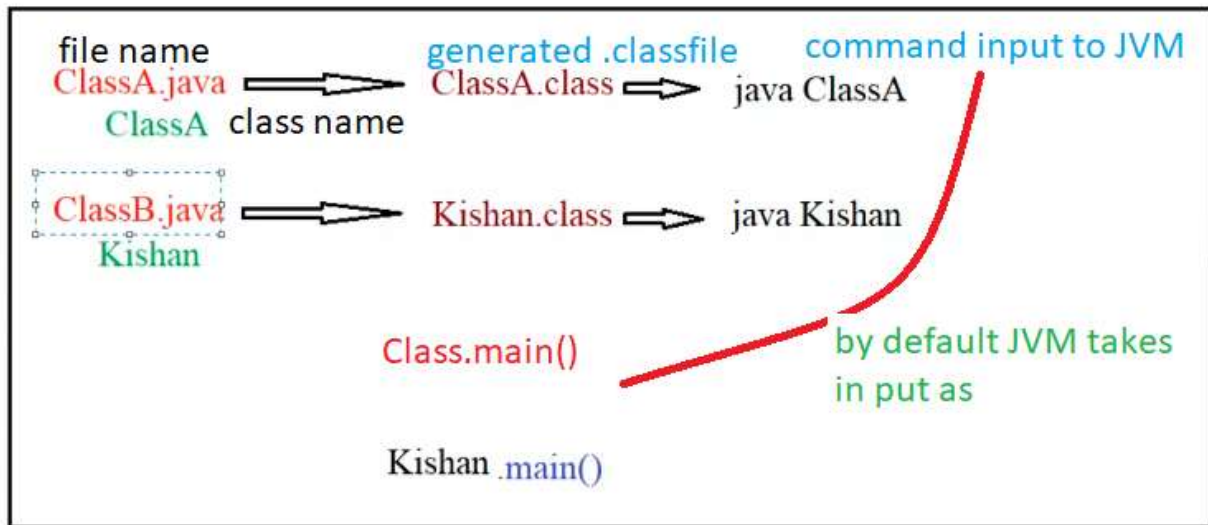 file name generated .classfile command input to JVM
ClassA.java ClassA.class java ClassA
ClassA class name
ClassB.java Kishan.class java Kishan
Kishan
Class.main() by default JVM takes
in put as
Kishan .main()